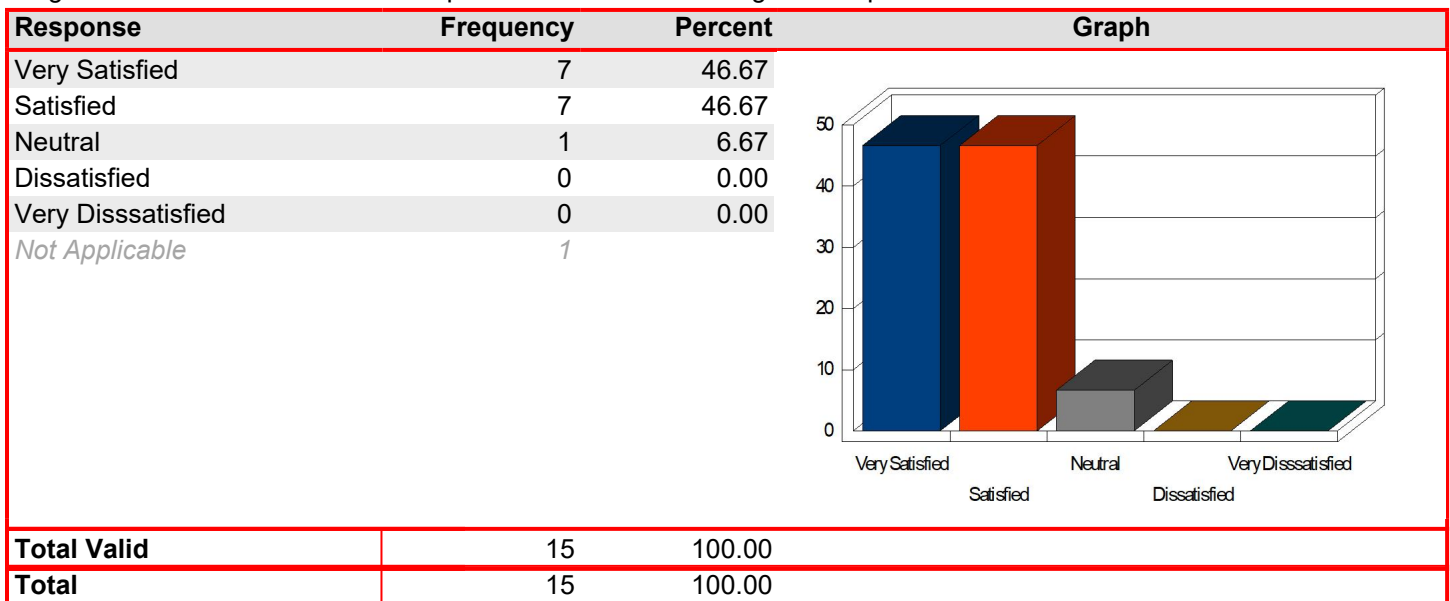 Response Frequency Percent Graph
Very Satisfied 7 46.67
Satisfied 7 46.67
Neutral 1 6.67
Dissatisfied 0 0.00
Very Disssatisfied 0 0.00
Not Applicable 1
50
40
30
20
10
0
Very Satisfied Neutral Very Disssatisfied
Satisfied Dissatisfied
Total Valid 15 100.00
Total 15 100.00